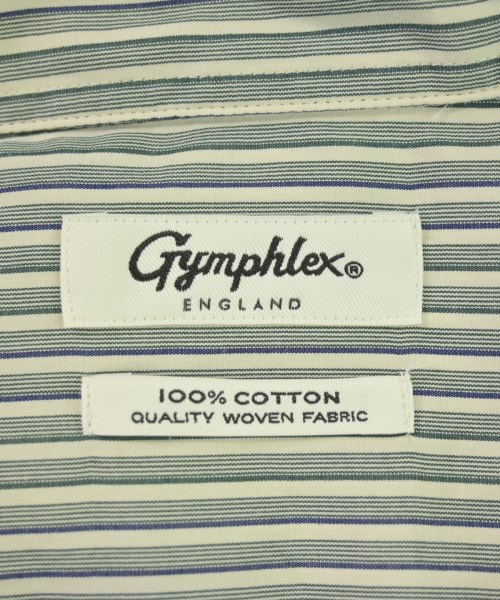 Gymphlex®
ENGLAND
100% COTTON
QUALITY WOVEN FABRIC